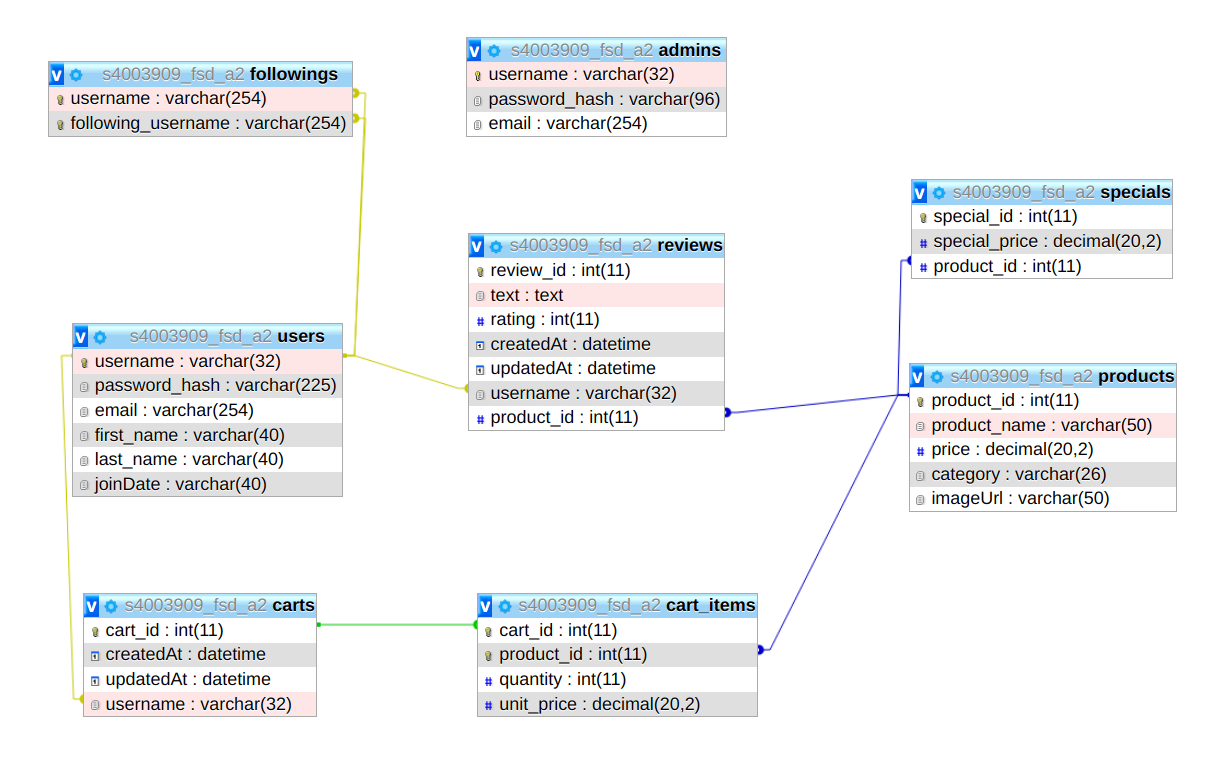 v s4003909_fsd_a2 followings
username : varchar(254)
following_username : varchar(254)
v s4003909_fsd_a2 admins
username : varchar(32)
password_hash : varchar(96)
email : varchar(254)
v s4003909_fsd_a2 specials
special_id : int(11)
# special_price : decimal(20,2)
# product_id : int(11)
v s4003909_fsd_a2 reviews
review_id : int(11)
text : text
# rating : int(11)
createdAt : datetime
updatedAt : datetime
username : varchar(32)
# product_id : int(11)
v s4003909_fsd_a2 users
username : varchar(32)
password_hash : varchar(225)
email : varchar(254)
first_name : varchar(40)
last_name : varchar(40)
joinDate : varchar(40)
v s4003909_fsd_a2 products
product_id : int(11)
product_name : varchar(50)
# price : decimal(20,2)
category : varchar(26)
imageUrl : varchar(50)
v s4003909_fsd_a2 carts
cart_id : int(11)
createdAt : datetime
updatedAt : datetime
username : varchar(32)
v s4003909_fsd_a2 cart_items
cart_id : int(11)
product_id : int(11)
# quantity : int(11)
# unit_price : decimal(20,2)